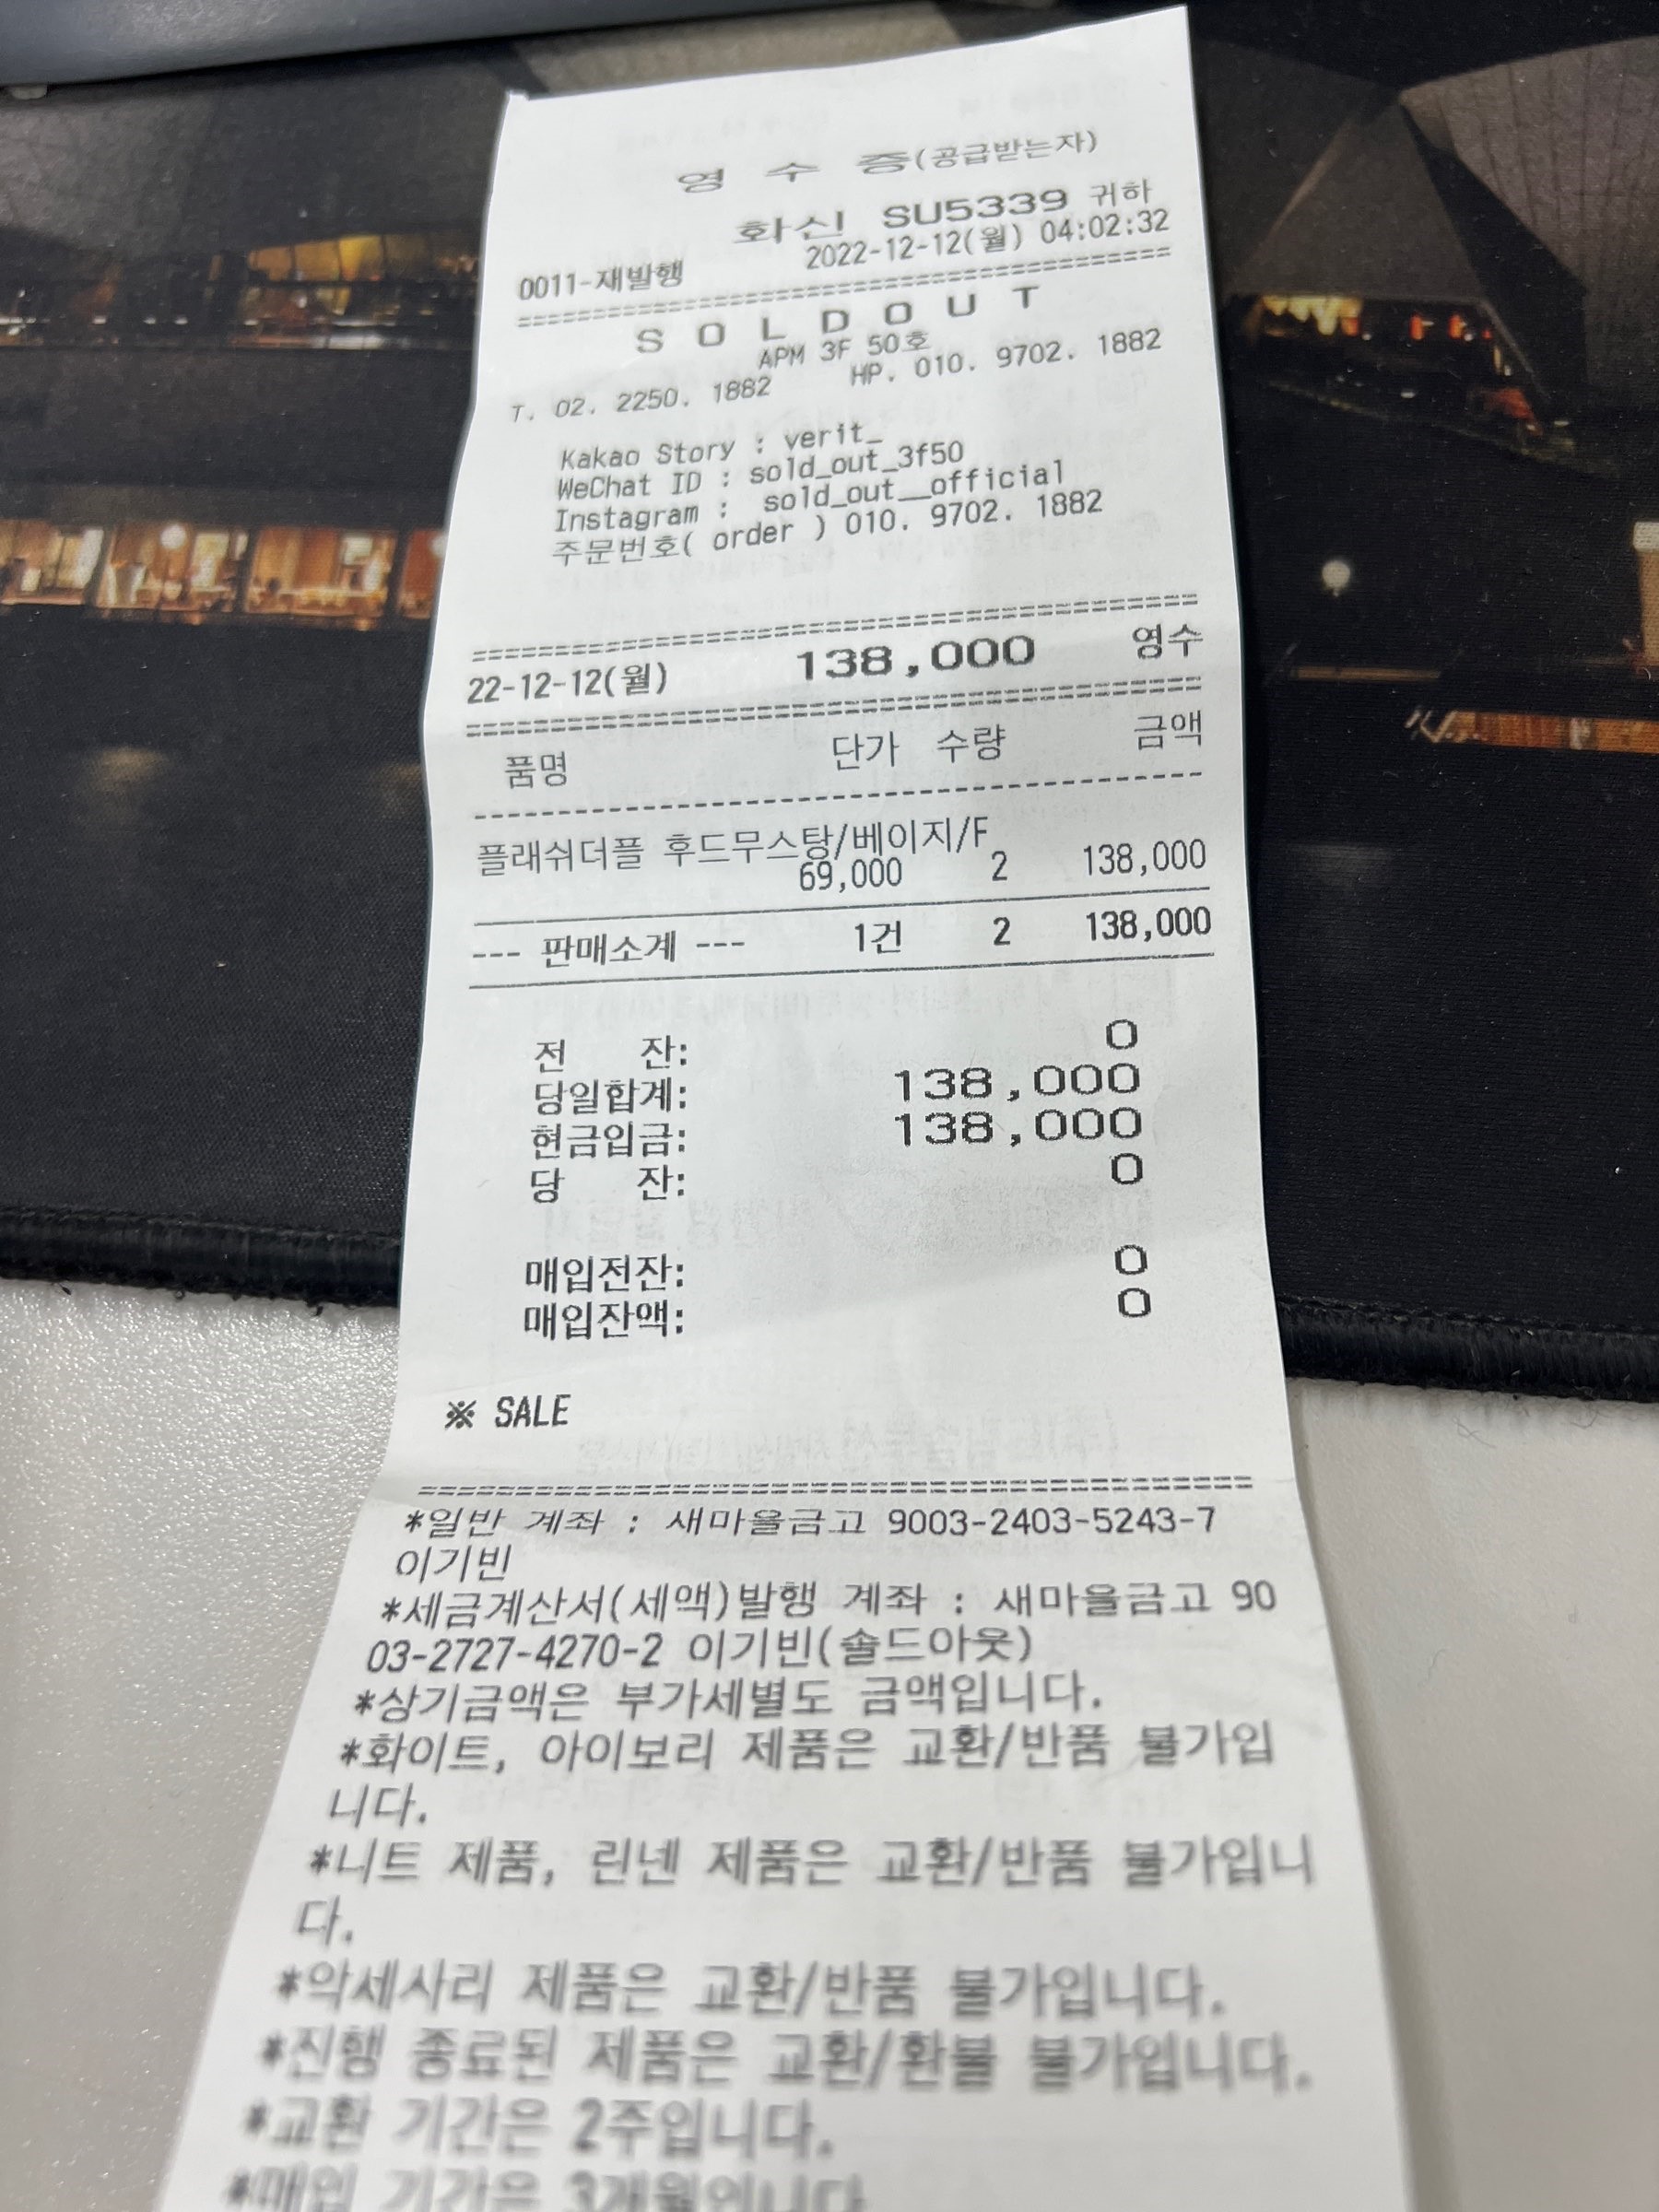 영 수 증(공급받는자)
화신 SU5339 귀하
0011-재발행 2022-12-12(월) 04:02:32
==========================================
S O L D O U T
APM 3F 50호
T. 02. 2250. 1882 HP. 010. 9702. 1882
Kakao Story : verit_
WeChat ID : sold_out_3f50
Instagram : sold_out__official
주문번호( order ) 010. 9702. 1882
==========================================
22-12-12(월) 138,000 영수
==========================================
품명 단가 수량 금액
------------------------------------------
플래쉬더플 후드무스탕/베이지/F
69,000 2 138,000
--- 판매소계 --- 1건 2 138,000
전 잔: 0
당일합계: 138,000
현금입금: 138,000
당 잔: 0
매입전잔: 0
매입잔액: 0
※ SALE
==========================================
*일반 계좌 : 새마을금고 9003-2403-5243-7
이기빈
*세금계산서(세액)발행 계좌 : 새마을금고 90
03-2727-4270-2 이기빈(솔드아웃)
*상기금액은 부가세별도 금액입니다.
*화이트, 아이보리 제품은 교환/반품 불가입
니다.
*니트 제품, 린넨 제품은 교환/반품 불가입니
다.
*악세사리 제품은 교환/반품 불가입니다.
*진행 종료된 제품은 교환/환불 불가입니다.
*교환 기간은 2주입니다.
*매입 기간은 3개월입니다